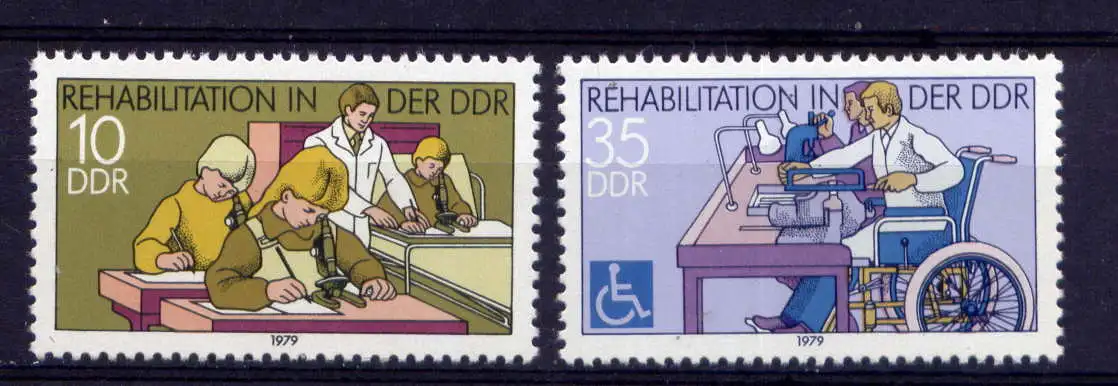 REHABILITATION IN DER DDR
10
DDR
1979
REHABILITATION IN DER DDR
35
DDR
1979